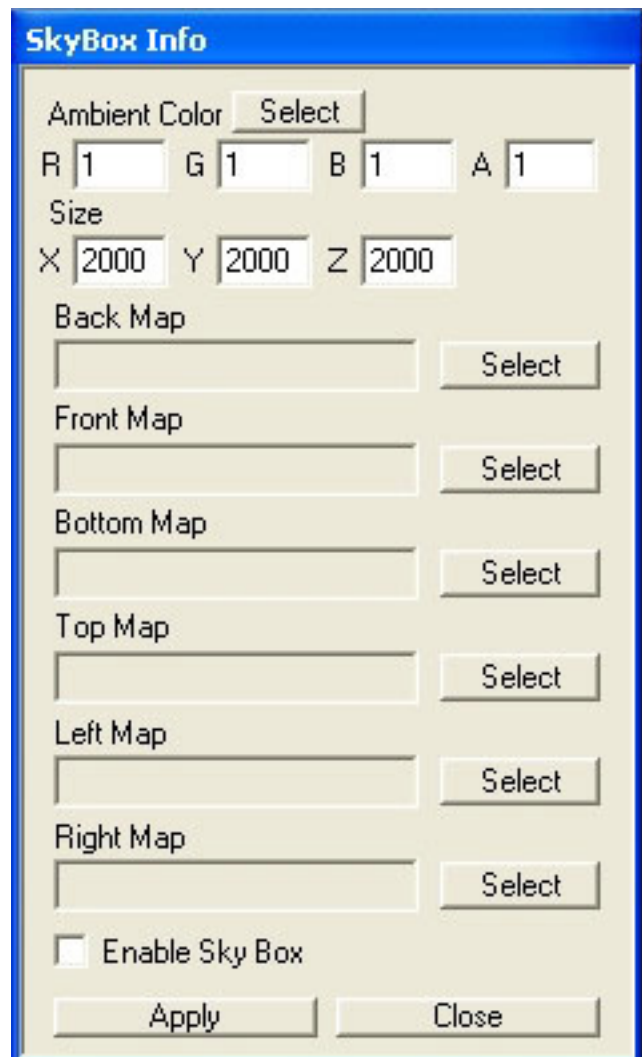 SkyBox Info
Ambient Color Select
R 1 G 1 B 1 A 1
Size
X 2000 Y 2000 Z 2000
Back Map
Select
Front Map
Select
Bottom Map
Select
Top Map
Select
Left Map
Select
Right Map
Select
Enable Sky Box
Apply Close